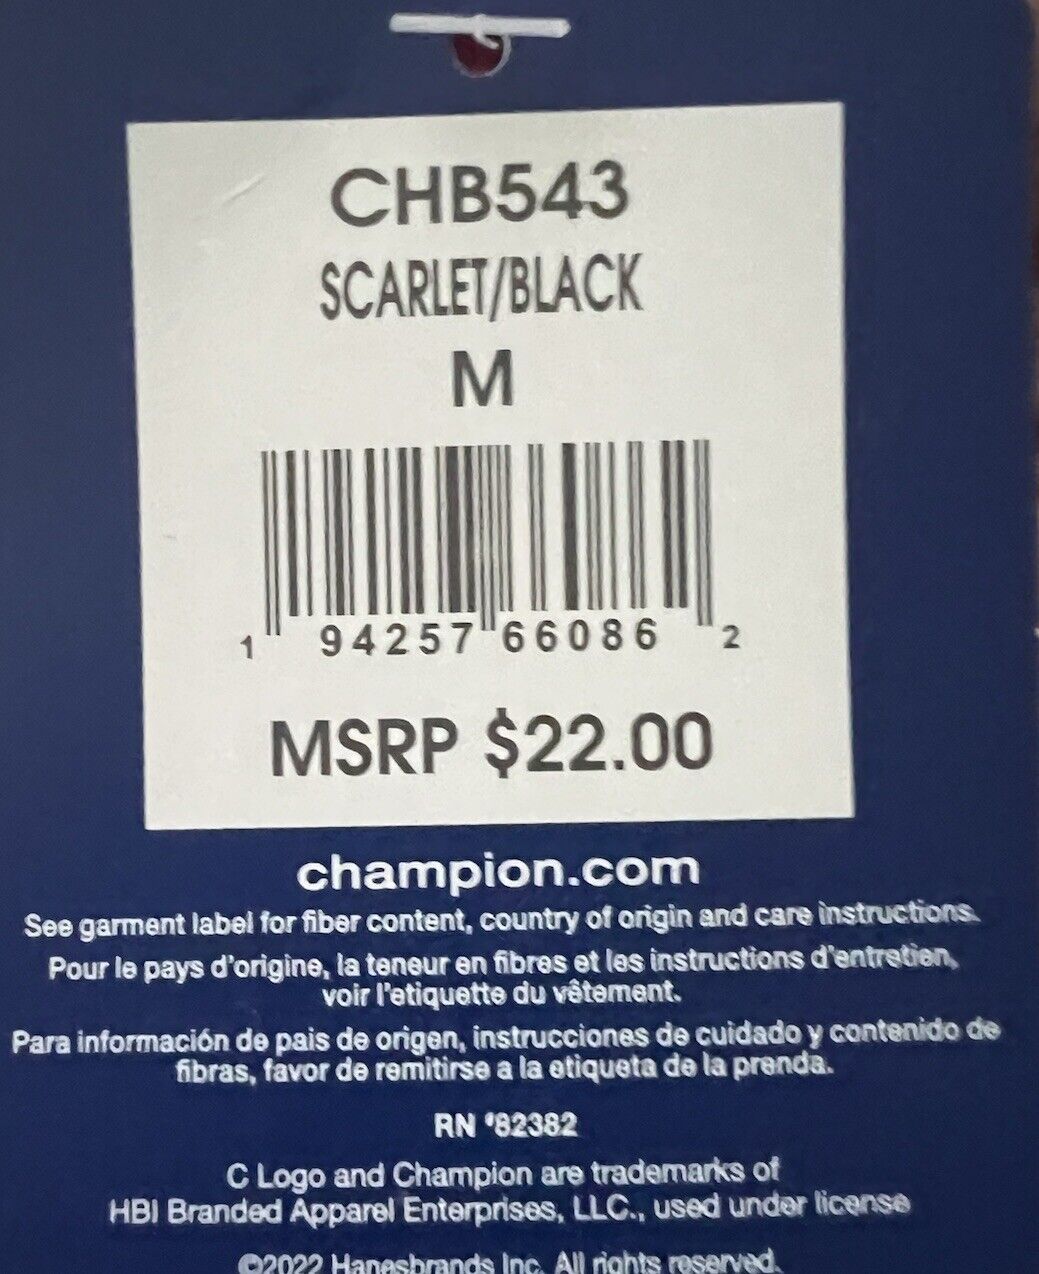 CHB543
SCARLET/BLACK
M
1 94257 66086 2
MSRP $22.00
champion.com
See garment label for fiber content, country of origin and care instructions.
Pour le pays d'origine, la teneur en fibres et les instructions d'entretien,
voir l'etiquette du vêtement.
Para información de pais de origen, instrucciones de cuidado y contenido de
fibras, favor de remitirse a la etiqueta de la prenda.
RN #82382
C Logo and Champion are trademarks of
HBI Branded Apparel Enterprises, LLC., used under license
©2022 Hanesbrands Inc. All rights reserved.